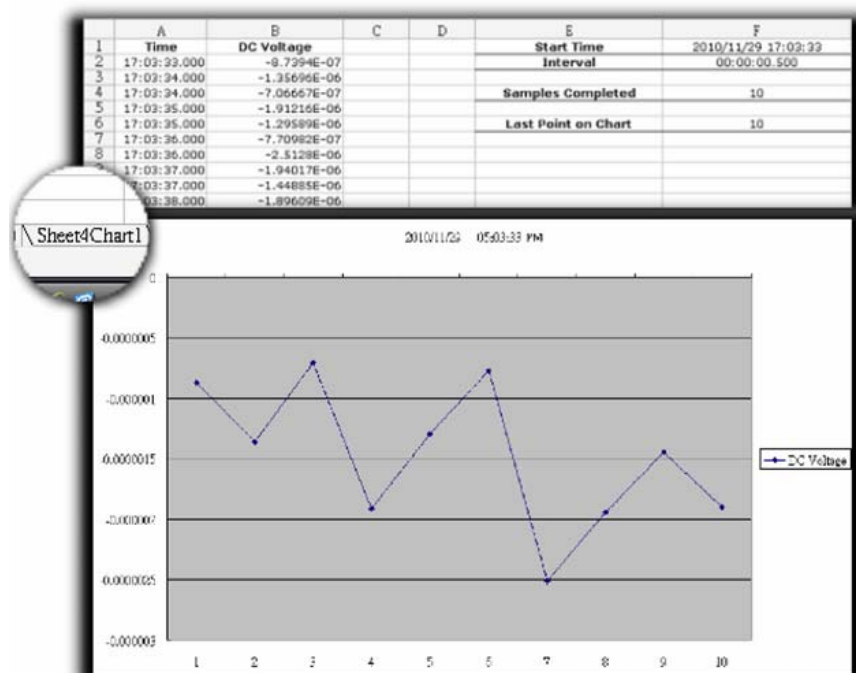 A B C D E F
1 Time DC Voltage Start Time 2010/11/29 17:03:33
2 17:03:33.000 -8.7394E-07 Interval 00:00:00.500
3 17:03:34.000 -1.35696E-06
4 17:03:34.000 -7.06667E-07 Samples Completed 10
5 17:03:35.000 -1.91216E-06
6 17:03:35.000 -1.29589E-06 Last Point on Chart 10
7 17:03:36.000 -7.70982E-07
8 17:03:36.000 -2.5128E-06
17:03:37.000 -1.94017E-06
7:03:37.000 -1.44885E-06
03:38.000 -1.89609E-06
Sheet4Chart1
2010/11/29 05:03:33 PM
0
-0.0000005
-0.000001
-0.0000015
-0.000002
-0.0000025
-0.000003
DC Voltage
1 2 3 4 5 6 7 8 9 10